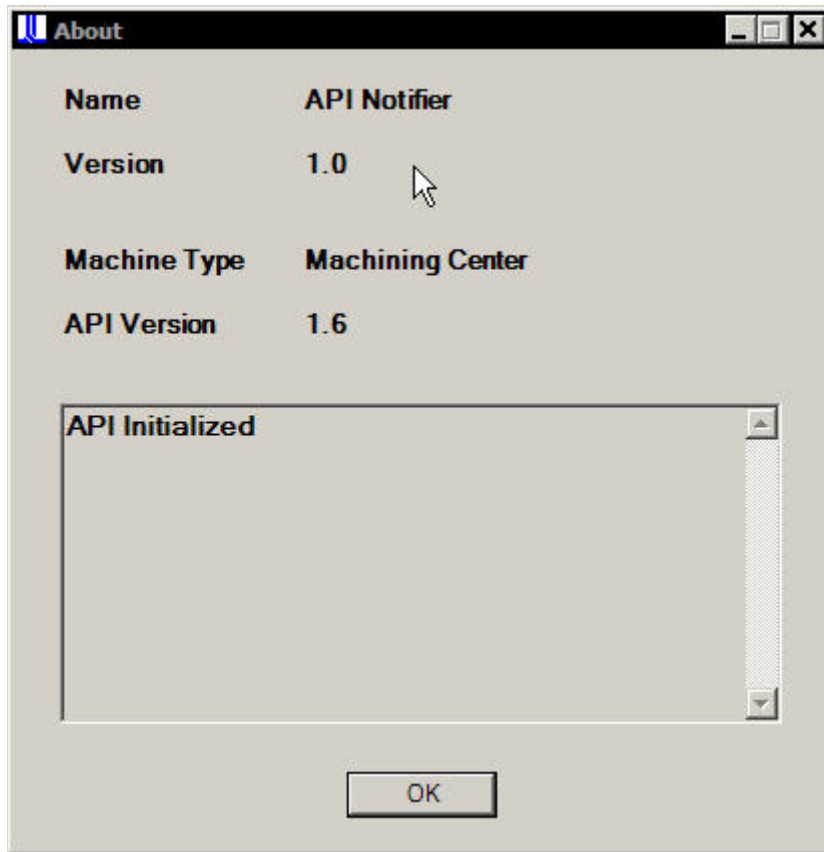 About
Name API Notifier
Version 1.0
Machine Type Machining Center
API Version 1.6
API Initialized
OK